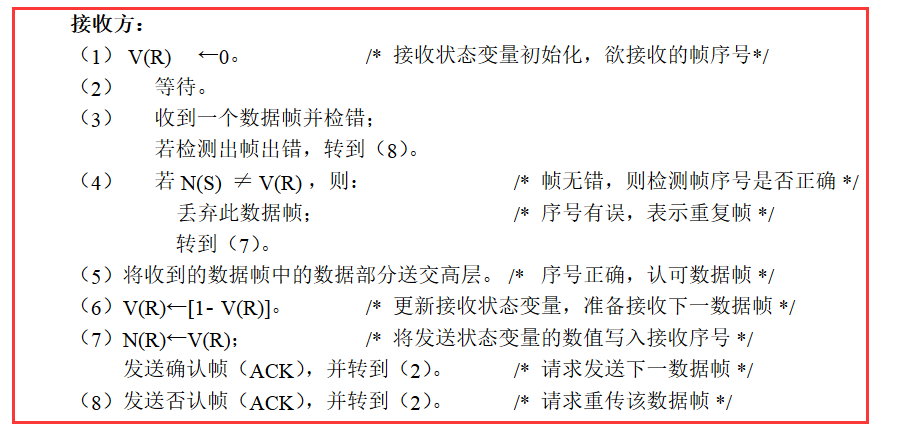 接收方：
（1） V(R) ←0。 /* 接收状态变量初始化，欲接收的帧序号*/
（2） 等待。
（3） 收到一个数据帧并检错；
若检测出帧出错，转到（8）。
（4） 若 N(S) ≠ V(R)，则： /* 帧无错，则检测帧序号是否正确 */
丢弃此数据帧； /* 序号有误，表示重复帧 */
转到（7）。
（5）将收到的数据帧中的数据部分送交高层。 /* 序号正确，认可数据帧 */
（6）V(R)←[1- V(R)]。 /* 更新接收状态变量，准备接收下一数据帧 */
（7）N(R)←V(R)； /* 将发送状态变量的数值写入接收序号 */
发送确认帧（ACK），并转到（2）。 /* 请求发送下一数据帧 */
（8）发送否认帧（ACK），并转到（2）。 /* 请求重传该数据帧 */